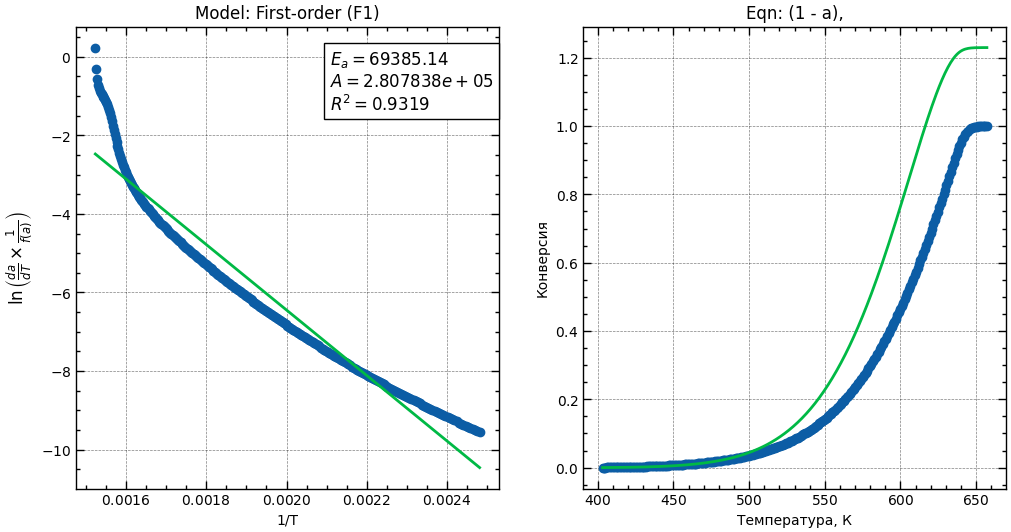 Model: First-order (F1)
E_a = 69385.14
A = 2.807838e + 05
R^2 = 0.9319
ln (da/dT × 1/f(a))
0
−2
−4
−6
−8
−10
0.0016 0.0018 0.0020 0.0022 0.0024
1/T
Eqn: (1 - a),
Конверсия
1.2
1.0
0.8
0.6
0.4
0.2
0.0
400 450 500 550 600 650
Температура, К